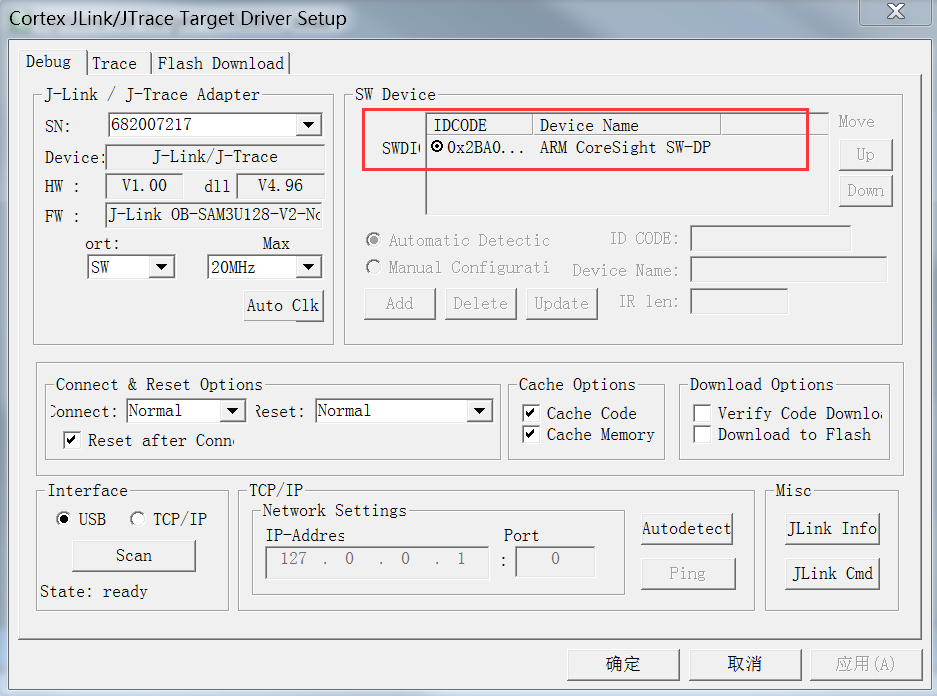 Cortex JLink/JTrace Target Driver Setup
Debug Trace Flash Download
J-Link / J-Trace Adapter
SN: 682007217
Device: J-Link/J-Trace
HW : V1.00 dll V4.96
FW : J-Link OB-SAM3U128-V2-No
ort: Max
SW 20MHz
Auto Clk
SW Device
IDCODE Device Name Move
SWDI 0x2BA0... ARM CoreSight SW-DP Up
Down
Automatic Detectic ID CODE:
Manual Configurati Device Name:
Add Delete Update IR len:
Connect & Reset Options
Connect: Normal Reset: Normal
Reset after Conn
Cache Options
Cache Code
Cache Memory
Download Options
Verify Code Downloa
Download to Flash
Interface
USB TCP/IP
Scan
State: ready
TCP/IP
Network Settings
IP-Addres Port
127 . 0 . 0 . 1 : 0
Autodetect
Ping
Misc
JLink Info
JLink Cmd
确定 取消 应用(A)